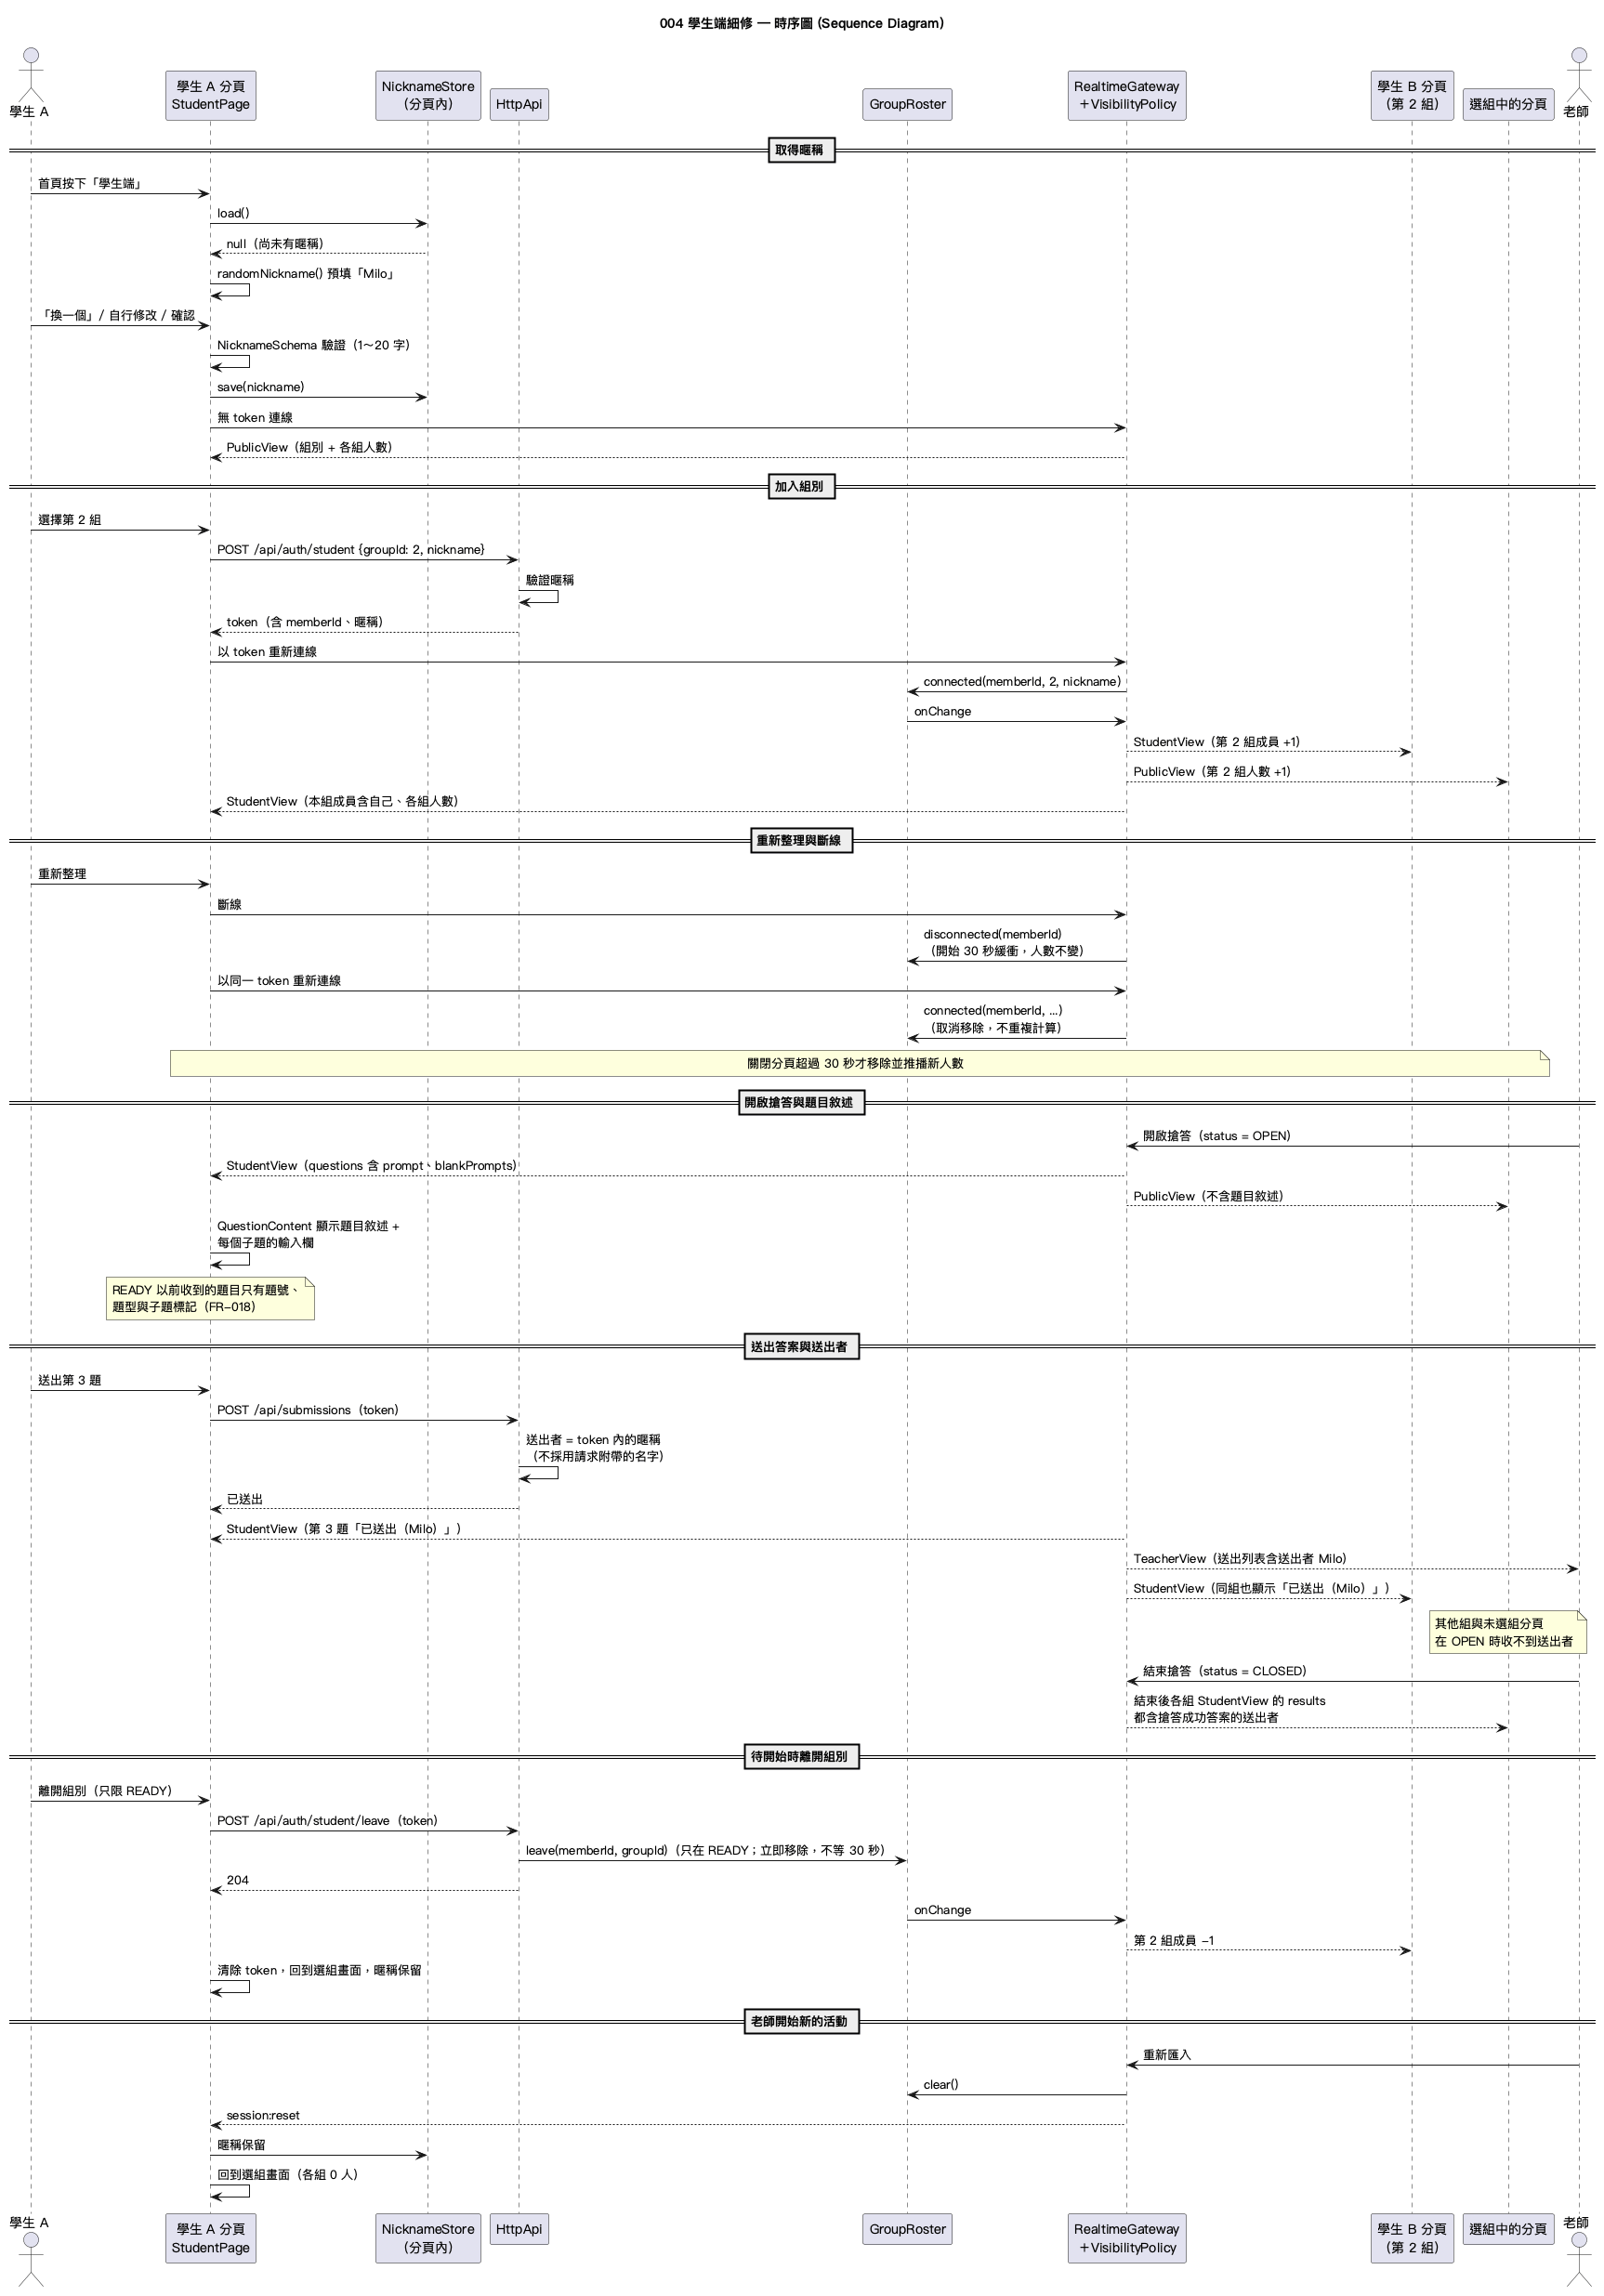 004 學生端細修 — 時序圖 (Sequence Diagram)
學生 A
學生 A 分頁
StudentPage
NicknameStore
（分頁內）
HttpApi
GroupRoster
RealtimeGateway
＋VisibilityPolicy
學生 B 分頁
（第 2 組）
選組中的分頁
老師
取得暱稱
首頁按下「學生端」
load()
null（尚未有暱稱）
randomNickname() 預填「Milo」
「換一個」/ 自行修改 / 確認
NicknameSchema 驗證（1～20 字）
save(nickname)
無 token 連線
PublicView（組別 + 各組人數）
加入組別
選擇第 2 組
POST /api/auth/student {groupId: 2, nickname}
驗證暱稱
token（含 memberId、暱稱）
以 token 重新連線
connected(memberId, 2, nickname)
onChange
StudentView（第 2 組成員 +1）
PublicView（第 2 組人數 +1）
StudentView（本組成員含自己、各組人數）
重新整理與斷線
重新整理
斷線
disconnected(memberId)
（開始 30 秒緩衝，人數不變）
以同一 token 重新連線
connected(memberId, …)
（取消移除，不重複計算）
關閉分頁超過 30 秒才移除並推播新人數
開啟搶答與題目敘述
開啟搶答（status = OPEN）
StudentView（questions 含 prompt、blankPrompts）
PublicView（不含題目敘述）
QuestionContent 顯示題目敘述 +
每個子題的輸入欄
READY 以前收到的題目只有題號、
題型與子題標記（FR-018）
送出答案與送出者
送出第 3 題
POST /api/submissions（token）
送出者 = token 內的暱稱
（不採用請求附帶的名字）
已送出
StudentView（第 3 題「已送出（Milo）」）
TeacherView（送出列表含送出者 Milo）
StudentView（同組也顯示「已送出（Milo）」）
其他組與未選組分頁
在 OPEN 時收不到送出者
結束搶答（status = CLOSED）
結束後各組 StudentView 的 results
都含搶答成功答案的送出者
待開始時離開組別
離開組別（只限 READY）
POST /api/auth/student/leave（token）
leave(memberId, groupId)（只在 READY；立即移除，不等 30 秒）
204
onChange
第 2 組成員 −1
清除 token，回到選組畫面，暱稱保留
老師開始新的活動
重新匯入
clear()
session:reset
暱稱保留
回到選組畫面（各組 0 人）
學生 A
學生 A 分頁
StudentPage
NicknameStore
（分頁內）
HttpApi
GroupRoster
RealtimeGateway
＋VisibilityPolicy
學生 B 分頁
（第 2 組）
選組中的分頁
老師